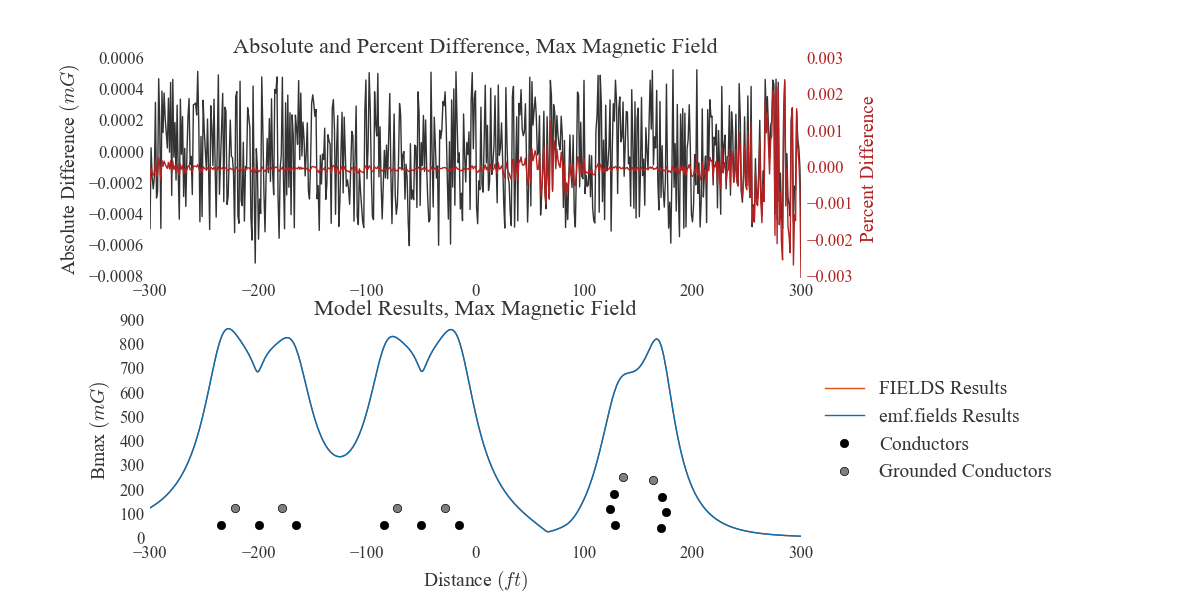 Absolute and Percent Difference, Max Magnetic Field
0.0006
0.0004
0.0002
0.0000
−0.0002
−0.0004
−0.0006
−0.0008
Absolute Difference (mG)
0.003
0.002
0.001
0.000
−0.001
−0.002
−0.003
Percent Difference
−300 −200 −100 0 100 200 300
Model Results, Max Magnetic Field
900
800
700
600
500
400
300
200
100
0
Bmax (mG)
−300 −200 −100 0 100 200 300
Distance (ft)
FIELDS Results
emf.fields Results
Conductors
Grounded Conductors